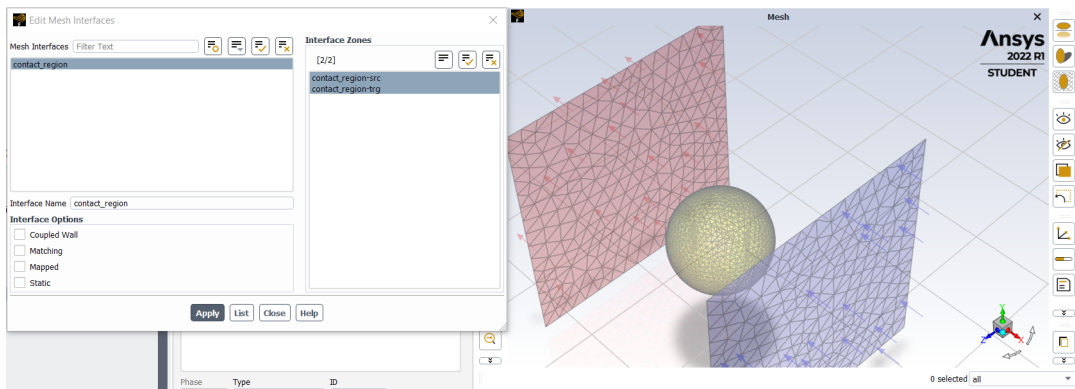 Edit Mesh Interfaces
Mesh Interfaces Filter Text
contact_region
Interface Name contact_region
Interface Options
Coupled Wall
Matching
Mapped
Static
Interface Zones
[2/2]
contact_region-src
contact_region-trg
Apply List Close Help
Phase Type ID
Mesh
Ansys
2022 R1
STUDENT
Y
Z X
0 selected all